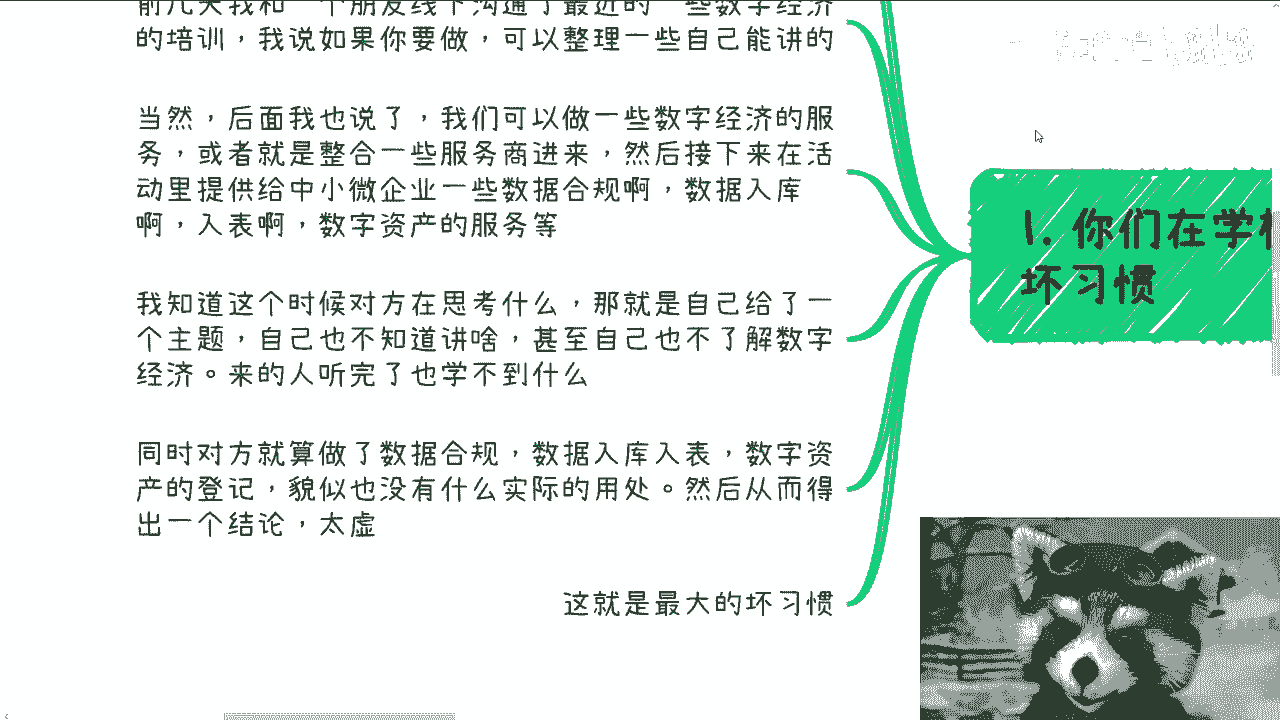 前几天我和一个朋友线下沟通了最近的一些数字经济
的培训，我说如果你要做，可以整理一些自己能讲的
当然，后面我也说了，我们可以做一些数字经济的服
务，或者就是整合一些服务商进来，然后接下来在活
动里提供给中小微企业一些数据合规啊，数据入库
啊，入表啊，数字资产的服务等
我知道这个时候对方在思考什么，那就是自己给了一
个主题，自己也不知道讲啥，甚至自己也不了解数字
经济。来的人听完了也学不到什么
同时对方就算做了数据合规，数据入库入表，数字资
产的登记，貌似也没有什么实际的用处。然后从而得
出一个结论，太虚
这就是最大的坏习惯
1. 你们在学
坏习惯